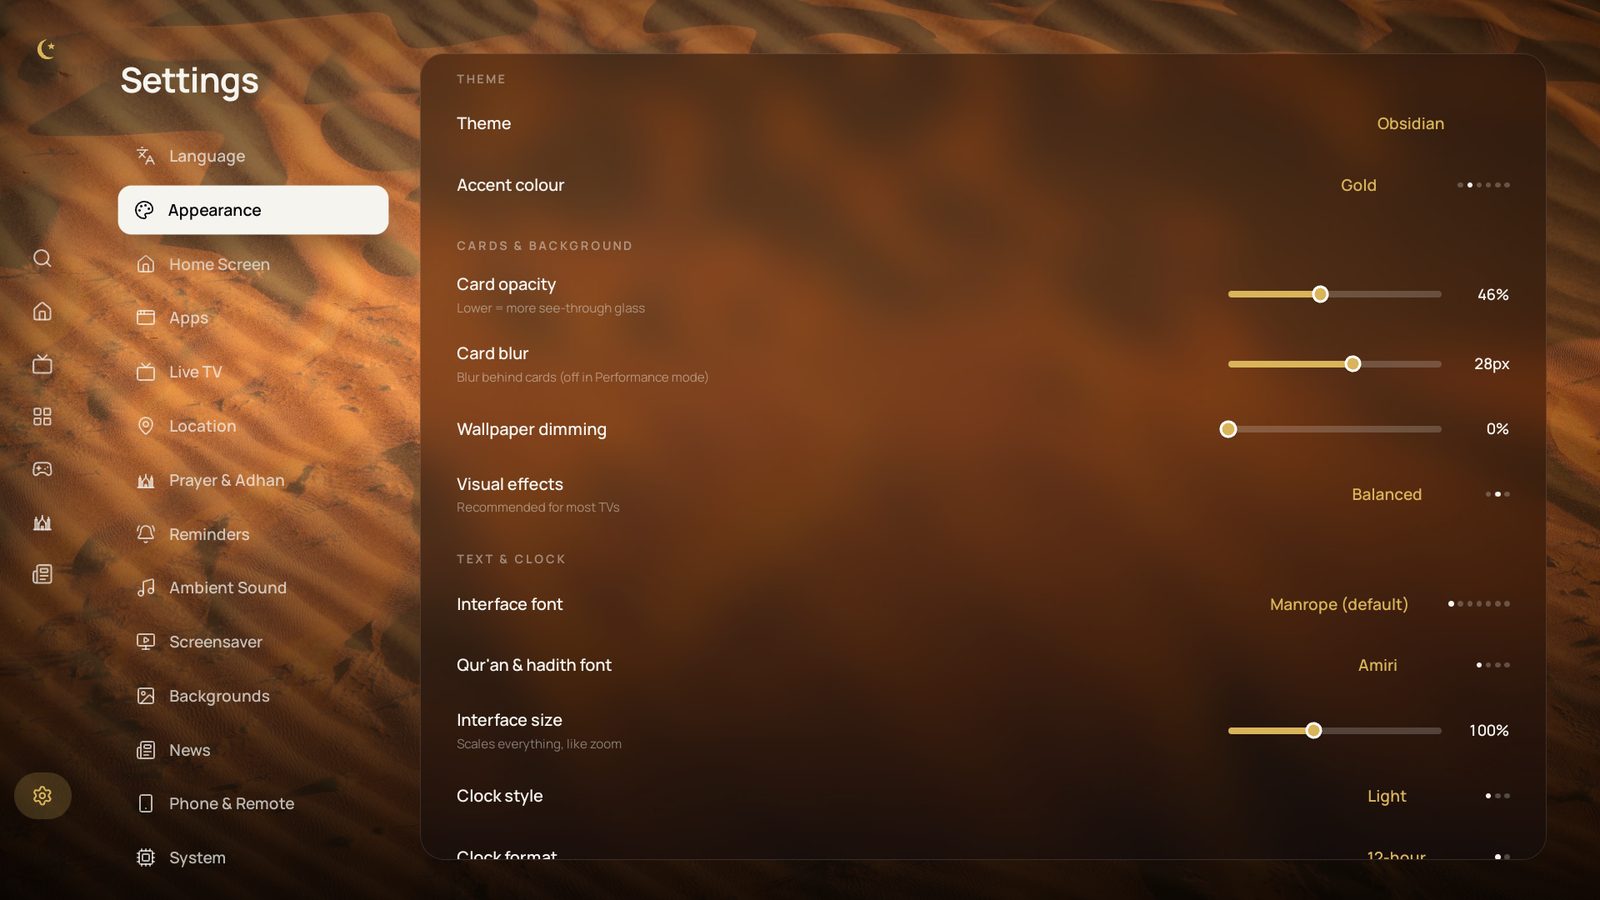 Settings
Language
Appearance
Home Screen
Apps
Live TV
Location
Prayer & Adhan
Reminders
Ambient Sound
Screensaver
Backgrounds
News
Phone & Remote
System
THEME
Theme
Obsidian
Accent colour
Gold
CARDS & BACKGROUND
Card opacity
Lower = more see-through glass
46%
Card blur
Blur behind cards (off in Performance mode)
28px
Wallpaper dimming
0%
Visual effects
Recommended for most TVs
Balanced
TEXT & CLOCK
Interface font
Manrope (default)
Qur'an & hadith font
Amiri
Interface size
Scales everything, like zoom
100%
Clock style
Light
Clock format
12-hour